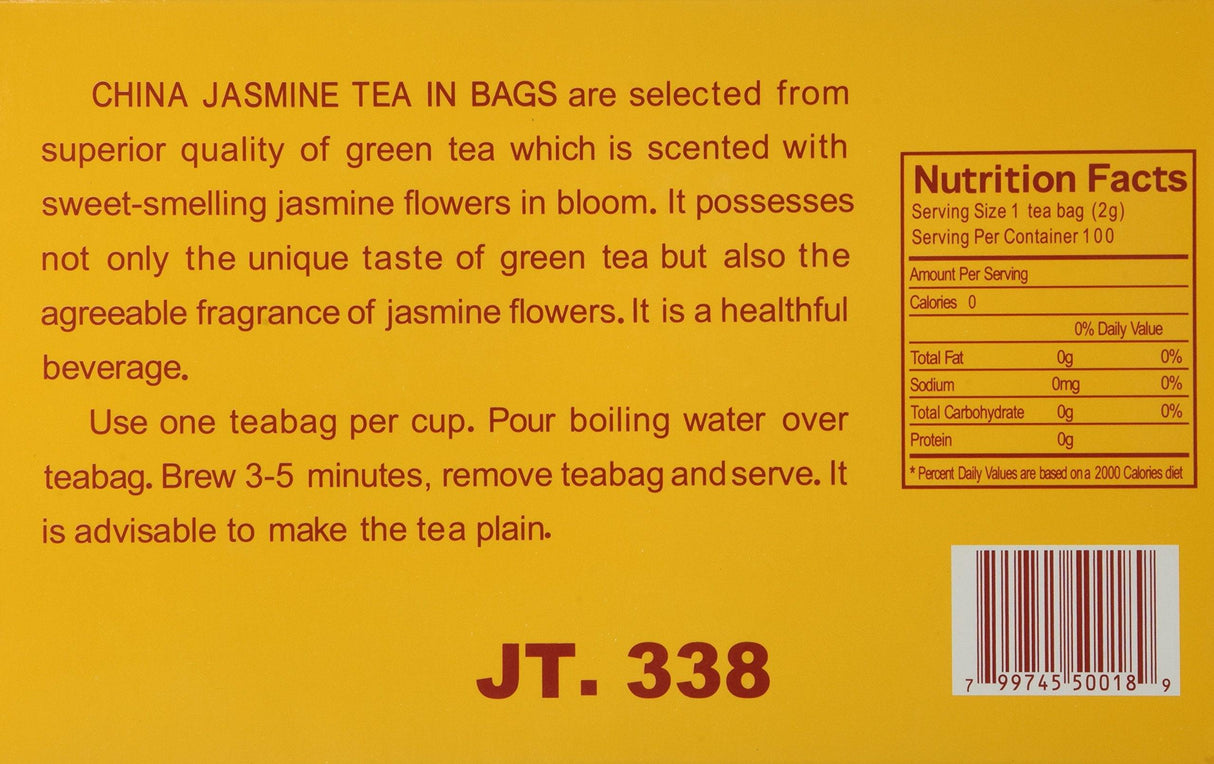 CHINA JASMINE TEA IN BAGS are selected from
superior quality of green tea which is scented with
sweet-smelling jasmine flowers in bloom. It possesses
not only the unique taste of green tea but also the
agreeable fragrance of jasmine flowers. It is a healthful
beverage.
Use one teabag per cup. Pour boiling water over
teabag. Brew 3-5 minutes, remove teabag and serve. It
is advisable to make the tea plain.
JT. 338
Nutrition Facts
Serving Size 1 tea bag (2g)
Serving Per Container 100
Amount Per Serving
Calories 0
0% Daily Value
Total Fat 0g 0%
Sodium 0mg 0%
Total Carbohydrate 0g 0%
Protein 0g
* Percent Daily Values are based on a 2000 Calories diet
7 99745 50018 9